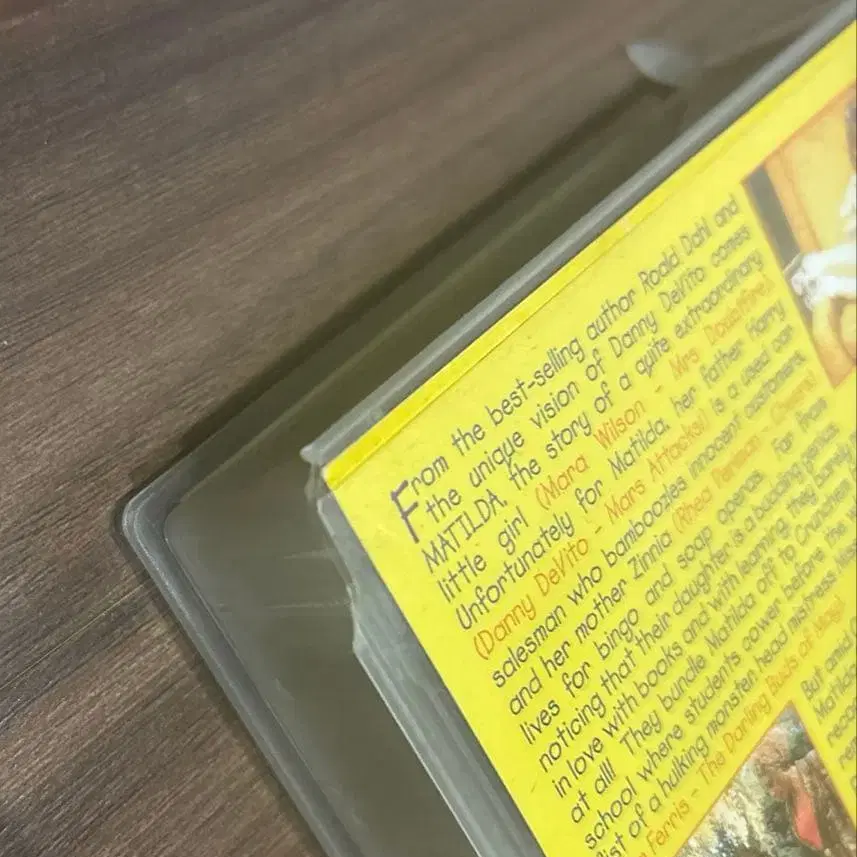 From the best-selling author Roald Dahl and
the unique vision of Danny DeVito comes
MATILDA, the story of a quite extraordinary
little girl (Mara Wilson - Mrs Doubtfire).
Unfortunately for Matilda, her father Harry
(Danny DeVito - Mars Attacks!) is a used car
salesman who bamboozles innocent customers,
and her mother Zinnia (Rhea Perlman - Cheers)
lives for bingo and soap operas. Far from
noticing that their daughter is a budding genius,
in love with books and with learning, they barely
at all! They bundle Matilda off to Crunchem
school where students cower before the
fist of a hulking monster head mistress Miss
Ferris - The Darling Buds of May)
But amid
Matilda